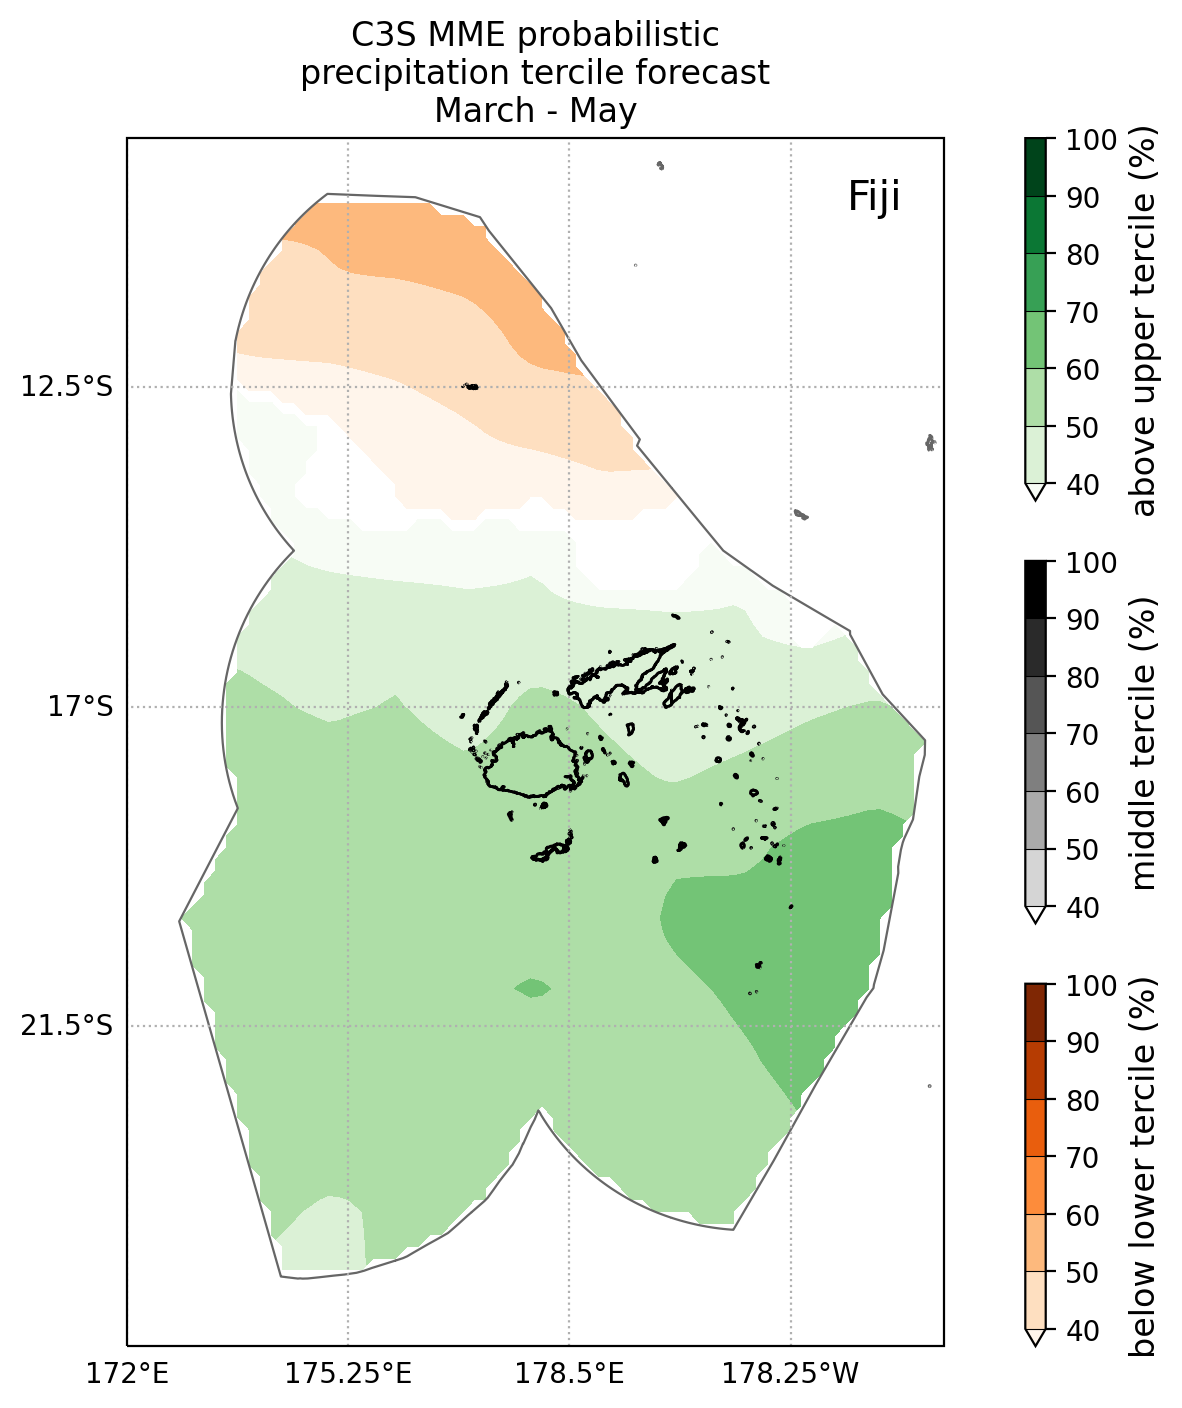 C3S MME probabilistic
precipitation tercile forecast
March - May
Fiji
12.5°S
17°S
21.5°S
172°E
175.25°E
178.5°E
178.25°W
100
90
80
70
60
50
40
above upper tercile (%)
100
90
80
70
60
50
40
middle tercile (%)
100
90
80
70
60
50
40
below lower tercile (%)